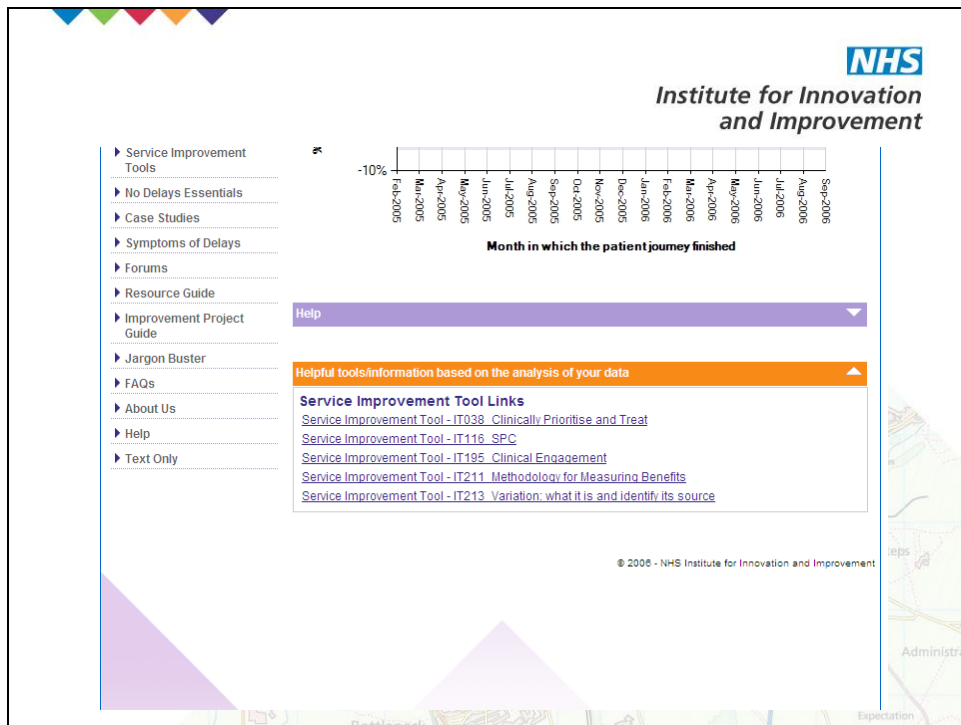 NHS
Institute for Innovation
and Improvement
Service Improvement
Tools
No Delays Essentials
Case Studies
Symptoms of Delays
Forums
Resource Guide
Improvement Project
Guide
Jargon Buster
FAQs
About Us
Help
Text Only
%
-10%
Feb-2005
Mar-2005
Apr-2005
May-2005
Jun-2005
Jul-2005
Aug-2005
Sep-2005
Oct-2005
Nov-2005
Dec-2005
Jan-2006
Feb-2006
Mar-2006
Apr-2006
May-2006
Jun-2006
Jul-2006
Aug-2006
Sep-2006
Month in which the patient journey finished
Help
Helpful tools/information based on the analysis of your data
Service Improvement Tool Links
Service Improvement Tool - IT038 Clinically Prioritise and Treat
Service Improvement Tool - IT116 SPC
Service Improvement Tool - IT195 Clinical Engagement
Service Improvement Tool - IT211 Methodology for Measuring Benefits
Service Improvement Tool - IT213 Variation: what it is and identify its source
© 2006 - NHS Institute for Innovation and Improvement
eps
Administr
Expectation